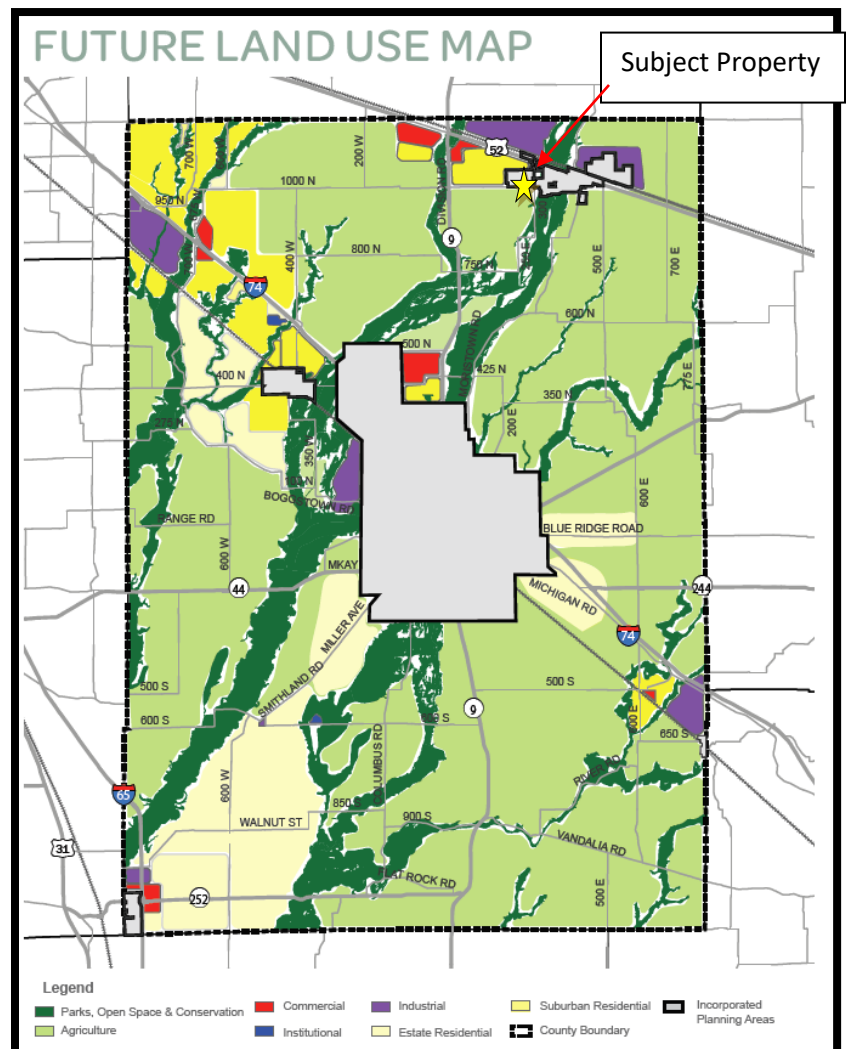 FUTURE LAND USE MAP
Subject Property
52
700 W
200 W
1000 N
950 N
9
400 W
800 N
500 E
700 E
750 N
74
600 N
500 N
425 N
400 N
350 N
775 E
275 N
200 E
350 W
BOGGSTOWN RD
600 E
RANGE RD
BLUE RIDGE ROAD
600 W
MKAY
44
244
MICHIGAN RD
MILLER AVE
74
SMITHLAND RD
500 S
500 S
9
600 S
650 S
COLUMBUS RD
RIVER RD
600 W
65
850 S
WALNUT ST
900 S
VANDALIA RD
31
FLAT ROCK RD
252
500 E
Legend
Parks, Open Space & Conservation
Commercial
Industrial
Suburban Residential
Incorporated
Planning Areas
Agriculture
Institutional
Estate Residential
County Boundary